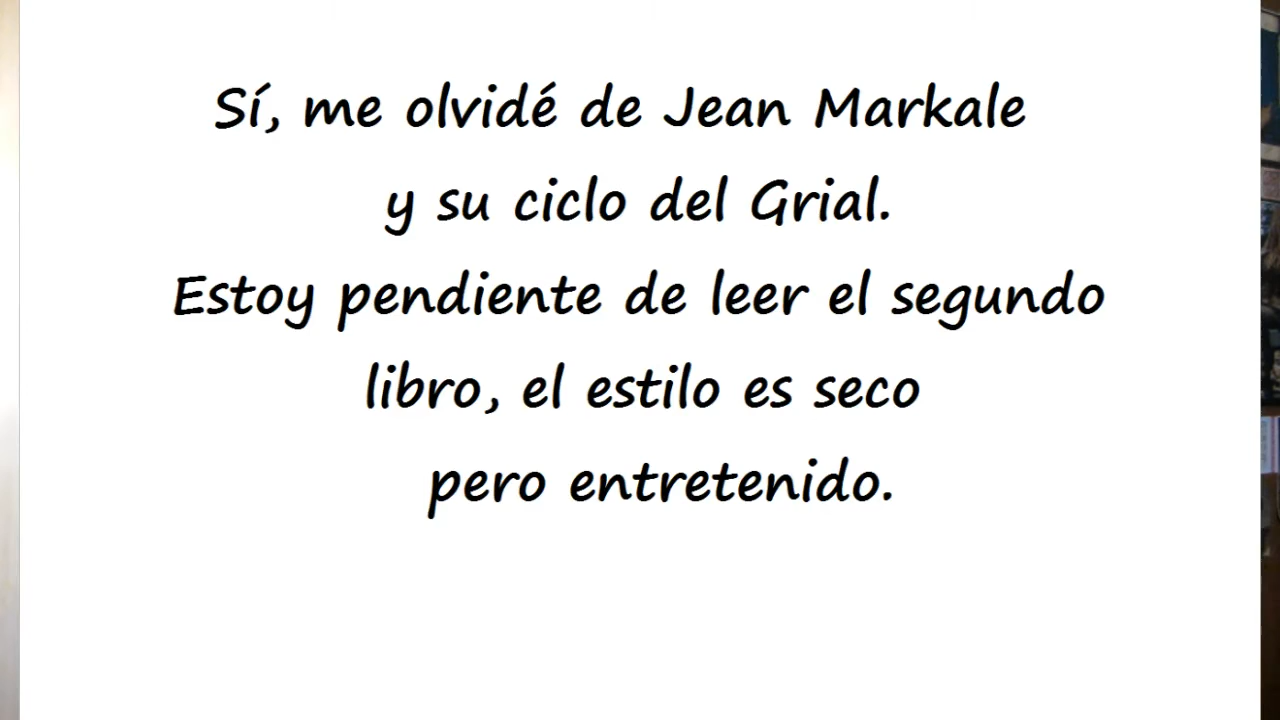 Sí, me olvidé de Jean Markale
y su ciclo del Grial.
Estoy pendiente de leer el segundo
libro, el estilo es seco
pero entretenido.